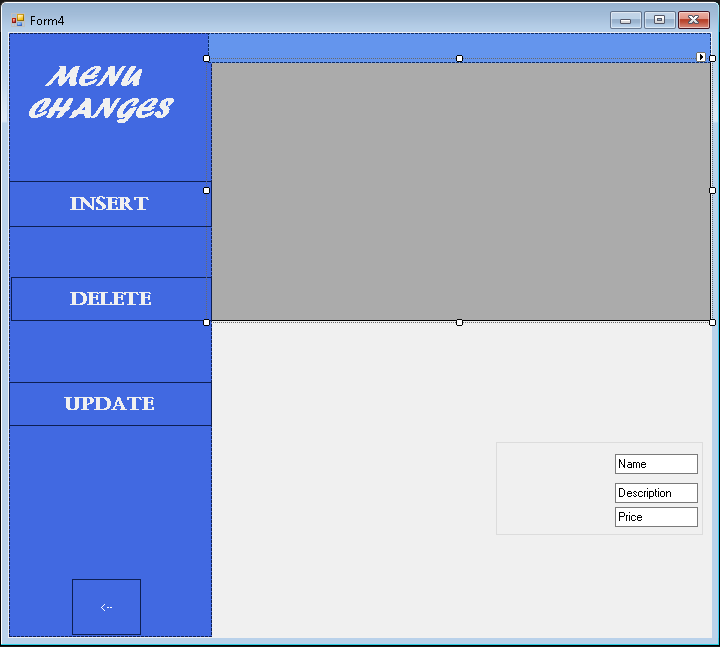 Form4
MENU
CHANGES
INSERT
DELETE
UPDATE
Name
Description
Price
<--